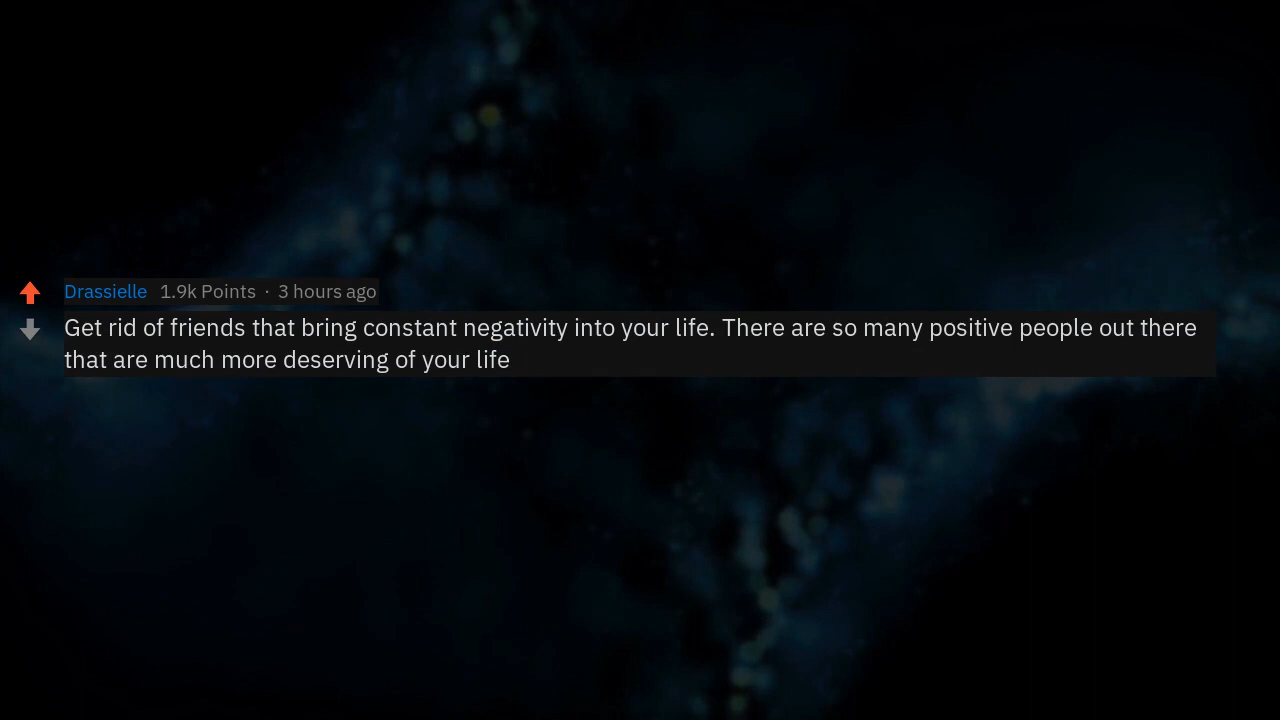 Drassielle 1.9k Points · 3 hours ago
Get rid of friends that bring constant negativity into your life. There are so many positive people out there
that are much more deserving of your life